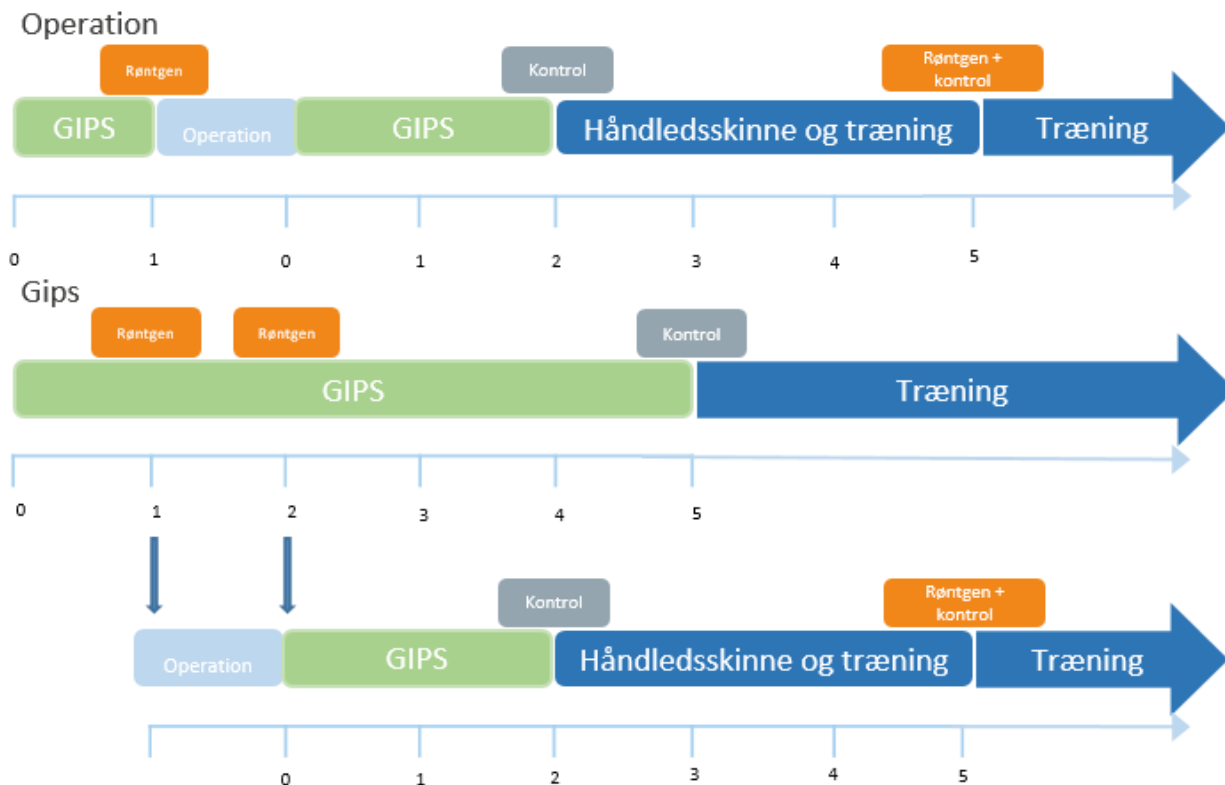 Operation
Røntgen
Kontrol
Røntgen +
kontrol
GIPS
Operation
GIPS
Håndledsskinne og træning
Træning
0
1
0
1
2
3
4
5
Gips
Røntgen
Røntgen
Kontrol
GIPS
Træning
0
1
2
3
4
5
Kontrol
Røntgen +
kontrol
Operation
GIPS
Håndledsskinne og træning
Træning
0
1
2
3
4
5